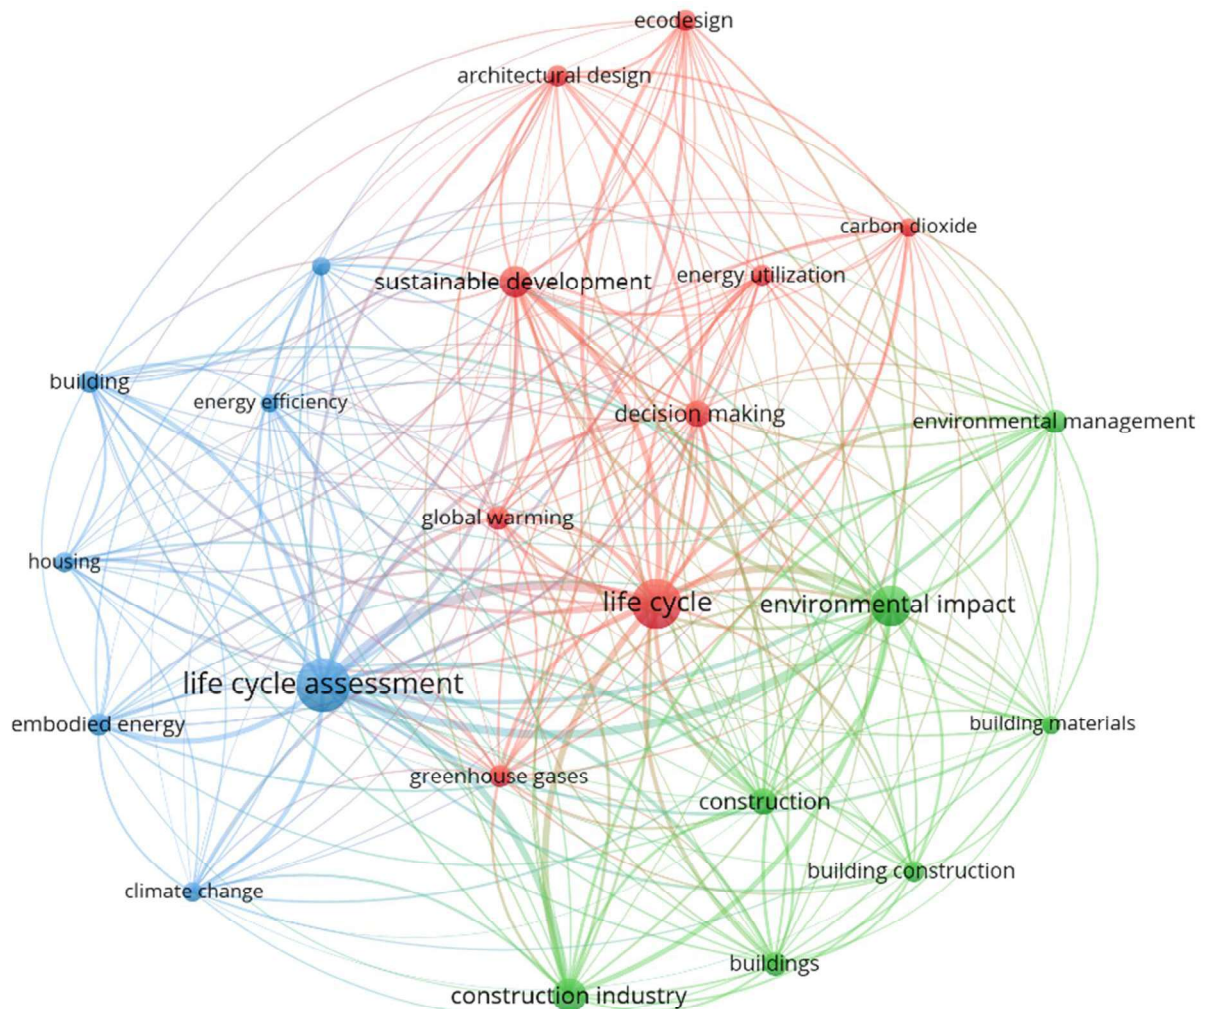 ecodesign
architectural design
carbon dioxide
sustainable development
energy utilization
building
energy efficiency
decision making
environmental management
global warming
housing
life cycle
environmental impact
life cycle assessment
embodied energy
building materials
greenhouse gases
construction
building construction
climate change
buildings
construction industry